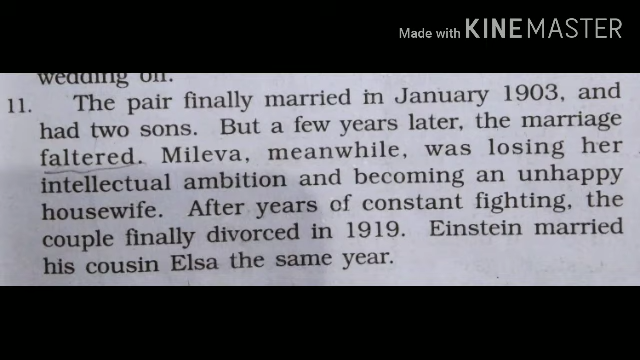 Made with KINEMASTER
wedding on.
11. The pair finally married in January 1903, and
had two sons. But a few years later, the marriage
faltered. Mileva, meanwhile, was losing her
intellectual ambition and becoming an unhappy
housewife. After years of constant fighting, the
couple finally divorced in 1919. Einstein married
his cousin Elsa the same year.